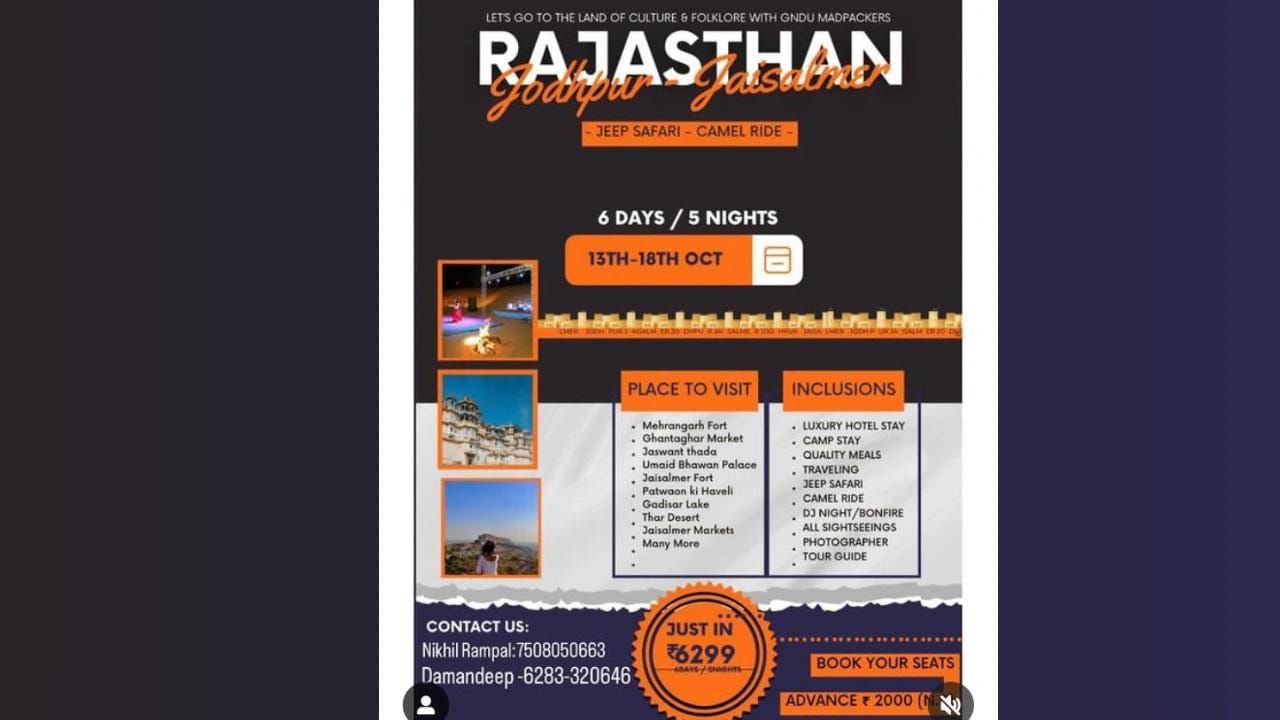 LET'S GO TO THE LAND OF CULTURE & FOLKLORE WITH GNDU MADPACKERS
RAJASTHAN
Jodhpur - Jaisalmer
- JEEP SAFARI - CAMEL RIDE -
6 DAYS / 5 NIGHTS
13TH-18TH OCT
PLACE TO VISIT
Mehrangarh Fort
Ghantaghar Market
Jaswant thada
Umaid Bhawan Palace
Jaisalmer Fort
Patwaon ki Haveli
Gadisar Lake
Thar Desert
Jaisalmer Markets
Many More
INCLUSIONS
LUXURY HOTEL STAY
CAMP STAY
QUALITY MEALS
TRAVELING
JEEP SAFARI
CAMEL RIDE
DJ NIGHT/BONFIRE
ALL SIGHTSEEINGS
PHOTOGRAPHER
TOUR GUIDE
CONTACT US:
Nikhil Rampal:7508050663
Damandeep -6283-320646
JUST IN
₹6299
6DAYS / 5NIGHTS
BOOK YOUR SEATS
ADVANCE ₹ 2000